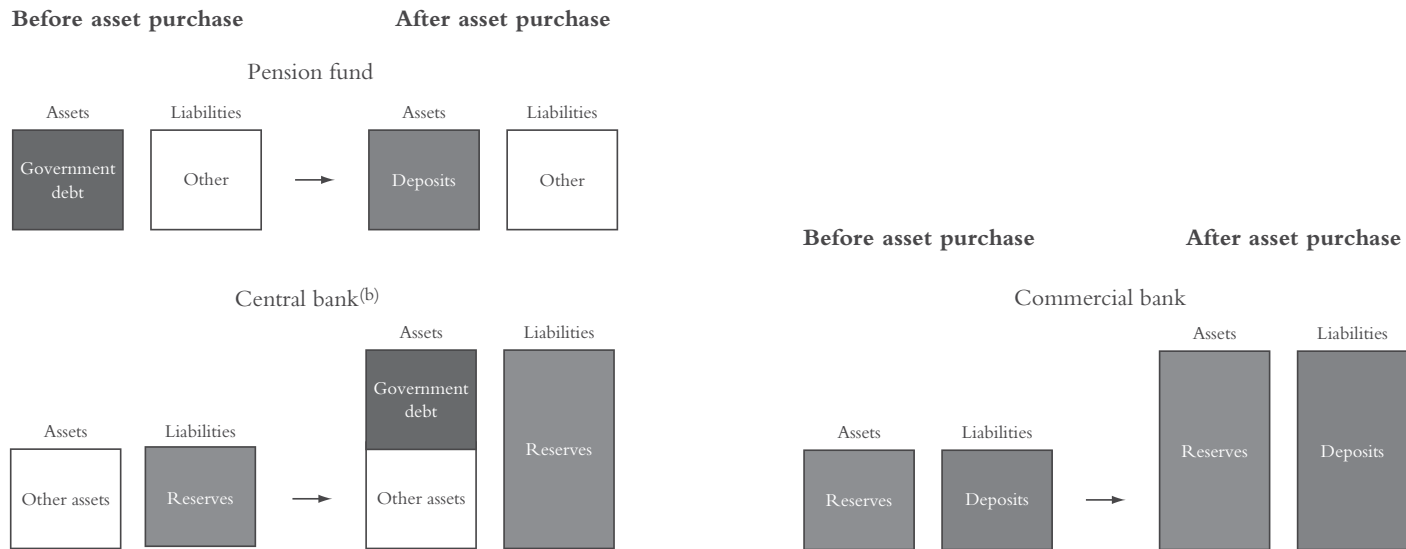 Before asset purchase
After asset purchase
Pension fund
Assets
Liabilities
Assets
Liabilities
Government
debt
Other
Deposits
Other
Central bank(b)
Assets
Liabilities
Government
debt
Reserves
Assets
Liabilities
Other assets
Reserves
Other assets
Before asset purchase
After asset purchase
Commercial bank
Assets
Liabilities
Reserves
Deposits
Assets
Liabilities
Reserves
Deposits